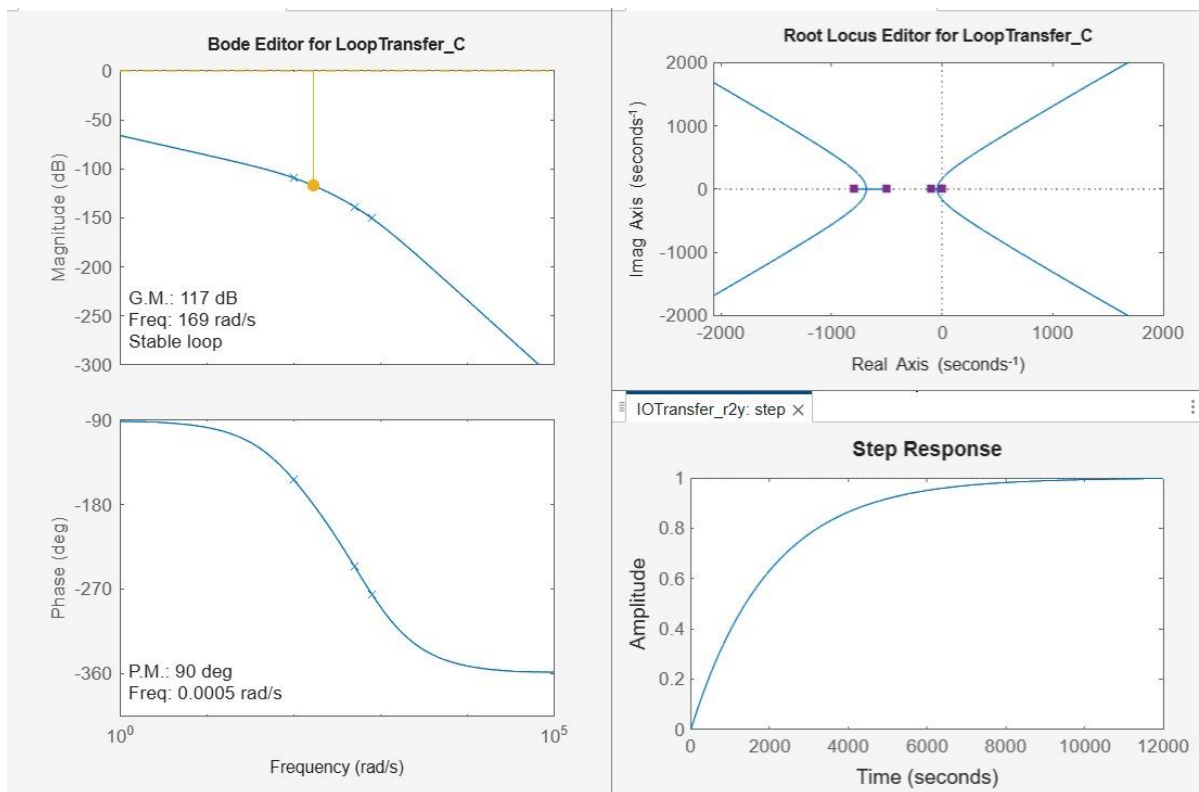 Bode Editor for LoopTransfer_C
0
-50
-100
-150
-200
-250
-300
Magnitude (dB)
G.M.: 117 dB
Freq: 169 rad/s
Stable loop
-90
-180
-270
-360
Phase (deg)
P.M.: 90 deg
Freq: 0.0005 rad/s
10⁰
10⁵
Frequency (rad/s)
Root Locus Editor for LoopTransfer_C
2000
1000
0
-1000
-2000
Imag Axis (seconds⁻¹)
-2000 -1000 0 1000 2000
Real Axis (seconds⁻¹)
IOTransfer_r2y: step
Step Response
1
0.8
0.6
0.4
0.2
0
Amplitude
0 2000 4000 6000 8000 10000 12000
Time (seconds)